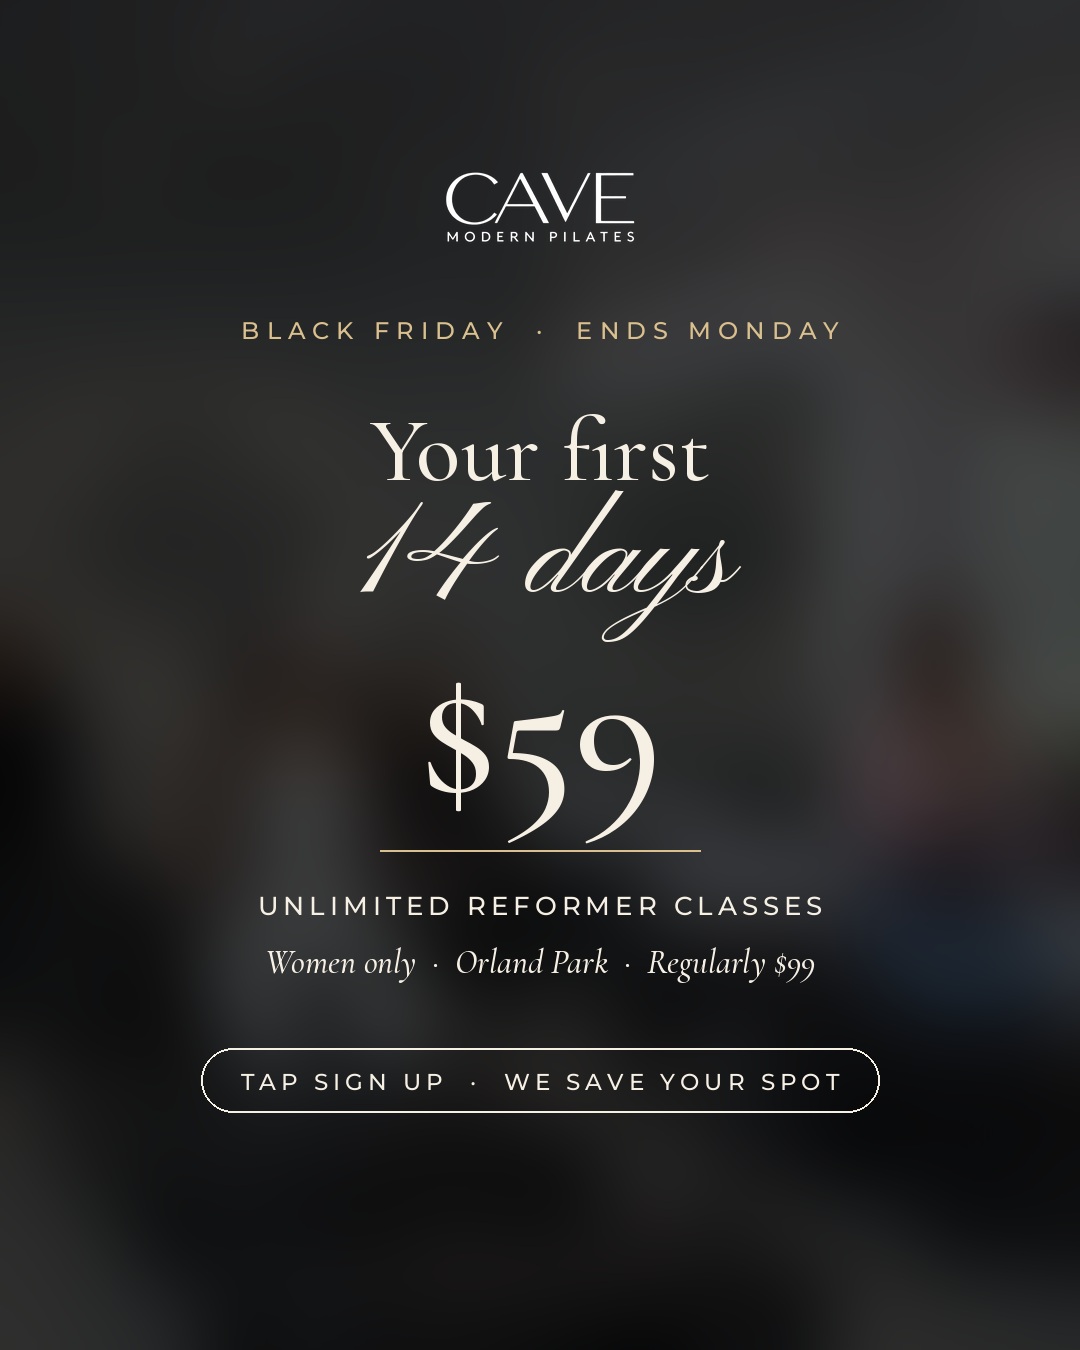 CAVE
MODERN PILATES
BLACK FRIDAY · ENDS MONDAY
Your first
14 days
$59
UNLIMITED REFORMER CLASSES
Women only · Orland Park · Regularly $99
TAP SIGN UP · WE SAVE YOUR SPOT